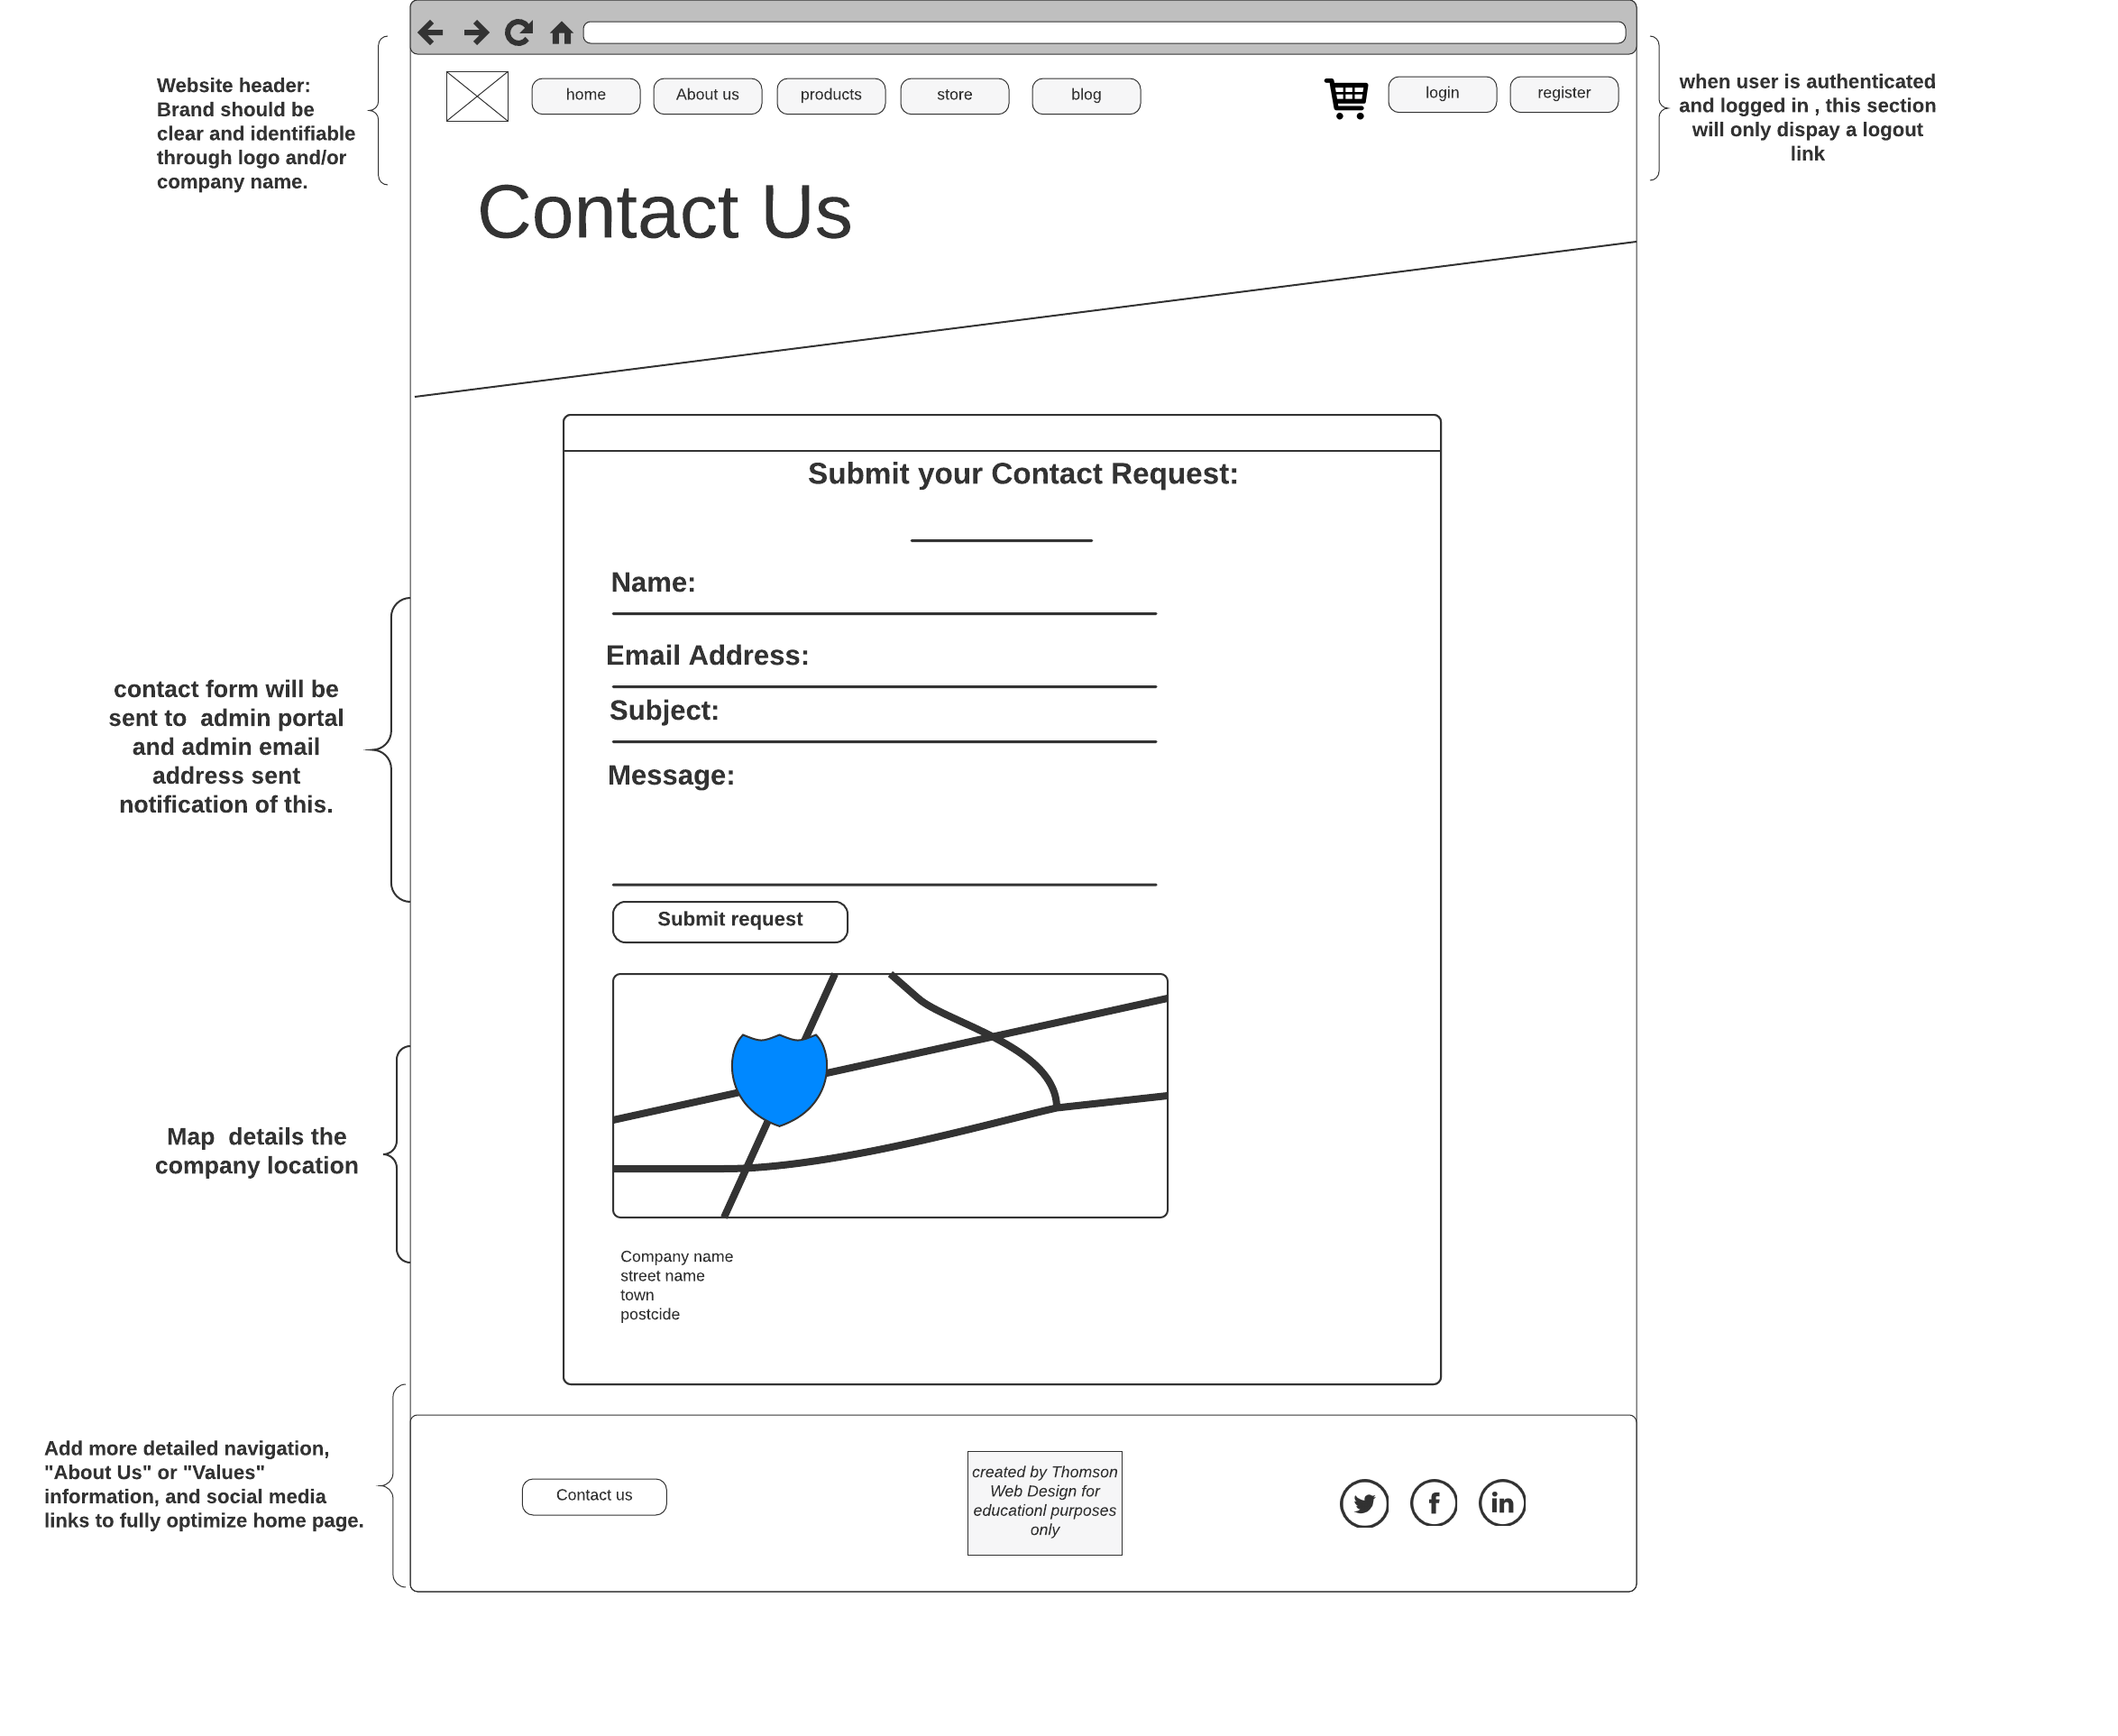 Website header:
Brand should be
clear and identifiable
through logo and/or
company name.
home
About us
products
store
blog
login
register
when user is authenticated
and logged in , this section
will only dispay a logout
link
Contact Us
Submit your Contact Request:
Name:
Email Address:
Subject:
Message:
contact form will be
sent to  admin portal
and admin email
address sent
notification of this.
Submit request
Map  details the
company location
Company name
street name
town
postcide
Add more detailed navigation,
"About Us" or "Values"
information, and social media
links to fully optimize home page.
Contact us
created by Thomson
Web Design for
educationl purposes
only